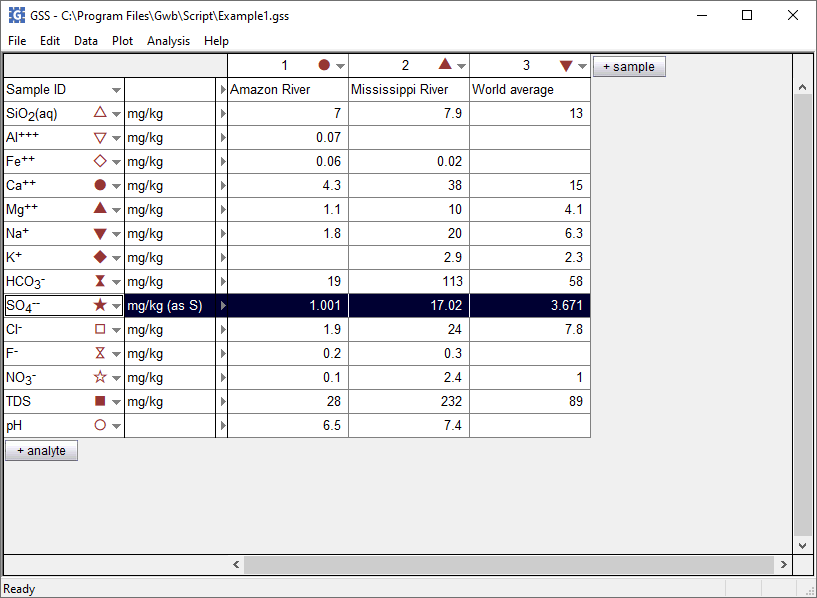 GSS - C:\Program Files\Gwb\Script\Example1.gss
File Edit Data Plot Analysis Help
1 2 3 + sample
Sample ID Amazon River Mississippi River World average
SiO2(aq) mg/kg 7 7.9 13
Al+++ mg/kg 0.07
Fe++ mg/kg 0.06 0.02
Ca++ mg/kg 4.3 38 15
Mg++ mg/kg 1.1 10 4.1
Na+ mg/kg 1.8 20 6.3
K+ mg/kg 2.9 2.3
HCO3- mg/kg 19 113 58
SO4-- mg/kg (as S) 1.001 17.02 3.671
Cl- mg/kg 1.9 24 7.8
F- mg/kg 0.2 0.3
NO3- mg/kg 0.1 2.4 1
TDS mg/kg 28 232 89
pH 6.5 7.4
+ analyte
Ready